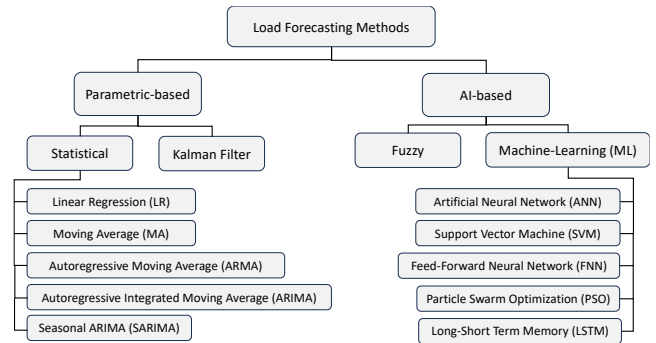 Load Forecasting Methods
Parametric-based
AI-based
Statistical
Kalman Filter
Fuzzy
Machine-Learning (ML)
Linear Regression (LR)
Moving Average (MA)
Autoregressive Moving Average (ARMA)
Autoregressive Integrated Moving Average (ARIMA)
Seasonal ARIMA (SARIMA)
Artificial Neural Network (ANN)
Support Vector Machine (SVM)
Feed-Forward Neural Network (FNN)
Particle Swarm Optimization (PSO)
Long-Short Term Memory (LSTM)